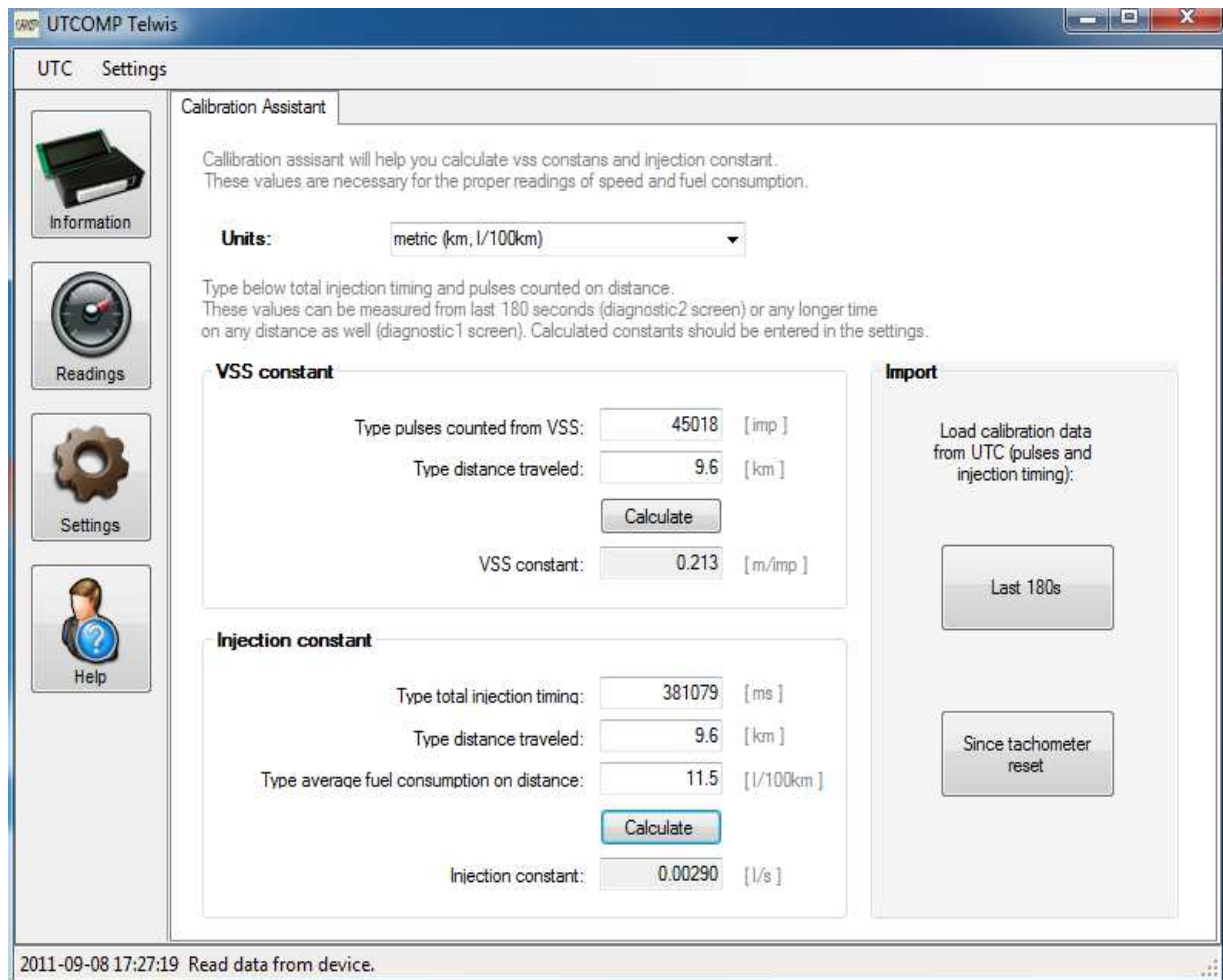 UTCOMP Telwis
UTC Settings
Information
Readings
Settings
Help
Calibration Assistant
Callibration assisant will help you calculate vss constans and injection constant.
These values are necessary for the proper readings of speed and fuel consumption.
Units: metric (km, l/100km)
Type below total injection timing and pulses counted on distance.
These values can be measured from last 180 seconds (diagnostic2 screen) or any longer time
on any distance as well (diagnostic1 screen). Calculated constants should be entered in the settings.
VSS constant
Type pulses counted from VSS: 45018 [ imp ]
Type distance traveled: 9.6 [ km ]
Calculate
VSS constant: 0.213 [ m/imp ]
Injection constant
Type total injection timing: 381079 [ ms ]
Type distance traveled: 9.6 [ km ]
Type average fuel consumption on distance: 11.5 [ l/100km ]
Calculate
Injection constant: 0.00290 [ l/s ]
Import
Load calibration data
from UTC (pulses and
injection timing):
Last 180s
Since tachometer
reset
2011-09-08 17:27:19 Read data from device.